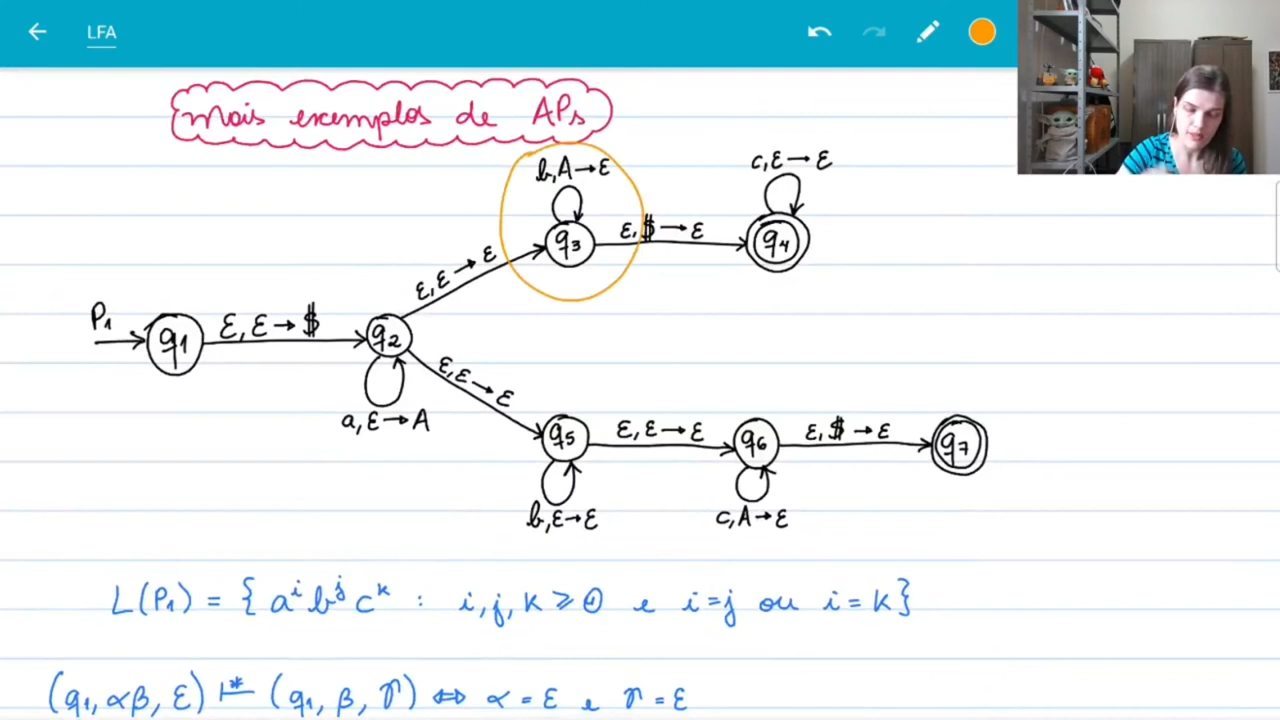 LFA
Mais exemplos de APs
b, A → ε
c, ε → ε
q3
ε, $ → ε
q4
ε, ε → ε
P1
q1
ε, ε → $
q2
a, ε → A
ε, ε → ε
q5
ε, ε → ε
q6
ε, $ → ε
q7
b, ε → ε
c, A → ε
L(P1) = { a^i b^j c^k : i, j, k ≥ 0 e i = j ou i = k }
(q1, αβ, ε) ⊢* (q1, β, γ) ⇔ α = ε e γ = ε